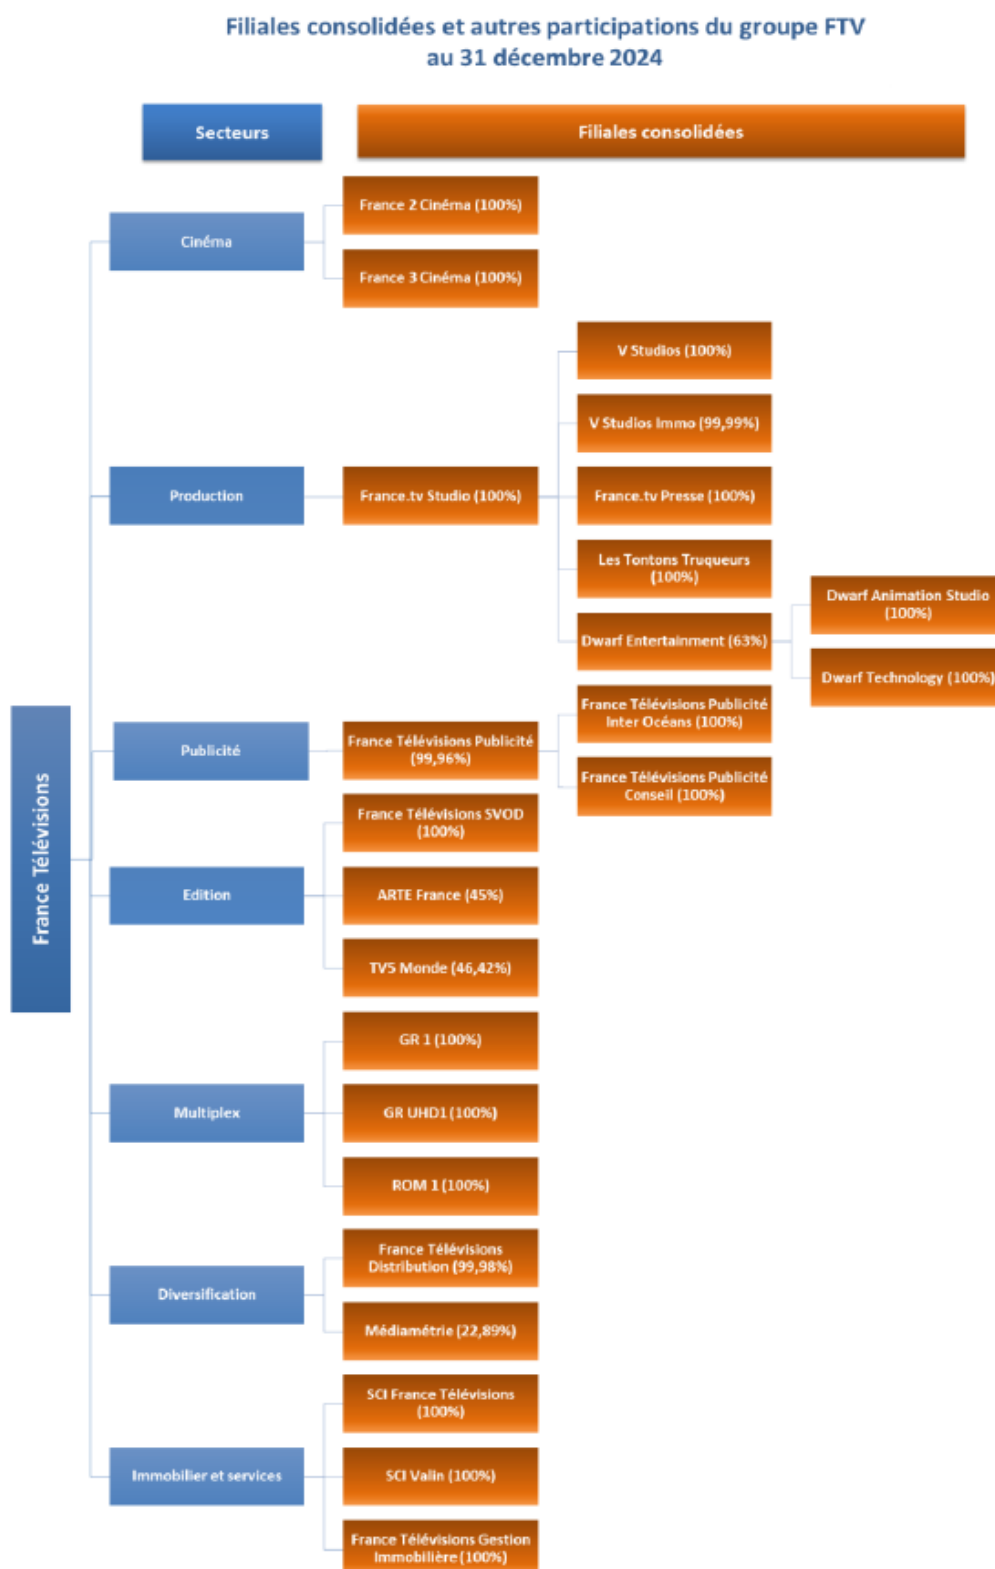 Filiales consolidées et autres participations du groupe FTV
au 31 décembre 2024
Secteurs
Filiales consolidées
France Télévisions
Cinéma
France 2 Cinéma (100%)
France 3 Cinéma (100%)
Production
France.tv Studio (100%)
V Studios (100%)
V Studios Immo (99,99%)
France.tv Presse (100%)
Les Tontons Truqueurs
(100%)
Dwarf Entertainment (63%)
Dwarf Animation Studio
(100%)
Dwarf Technology (100%)
Publicité
France Télévisions Publicité
(99,96%)
France Télévisions Publicité
Inter Océans (100%)
France Télévisions Publicité
Conseil (100%)
Edition
France Télévisions SVOD
(100%)
ARTE France (45%)
TV5 Monde (46,42%)
Multiplex
GR 1 (100%)
GR UHD1 (100%)
ROM 1 (100%)
Diversification
France Télévisions
Distribution (99,98%)
Médiamétrie (22,89%)
Immobilier et services
SCI France Télévisions
(100%)
SCI Valin (100%)
France Télévisions Gestion
Immobilière (100%)